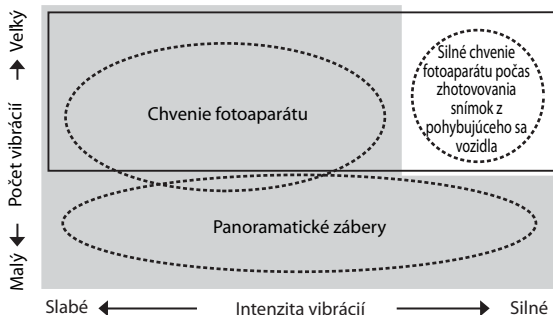 Veľký
Počet vibrácií
Malý
Chvenie fotoaparátu
Silné chvenie
fotoaparátu počas
zhotovovania
snímok z
pohybujúceho sa
vozidla
Panoramatické zábery
Slabé
Intenzita vibrácií
Silné